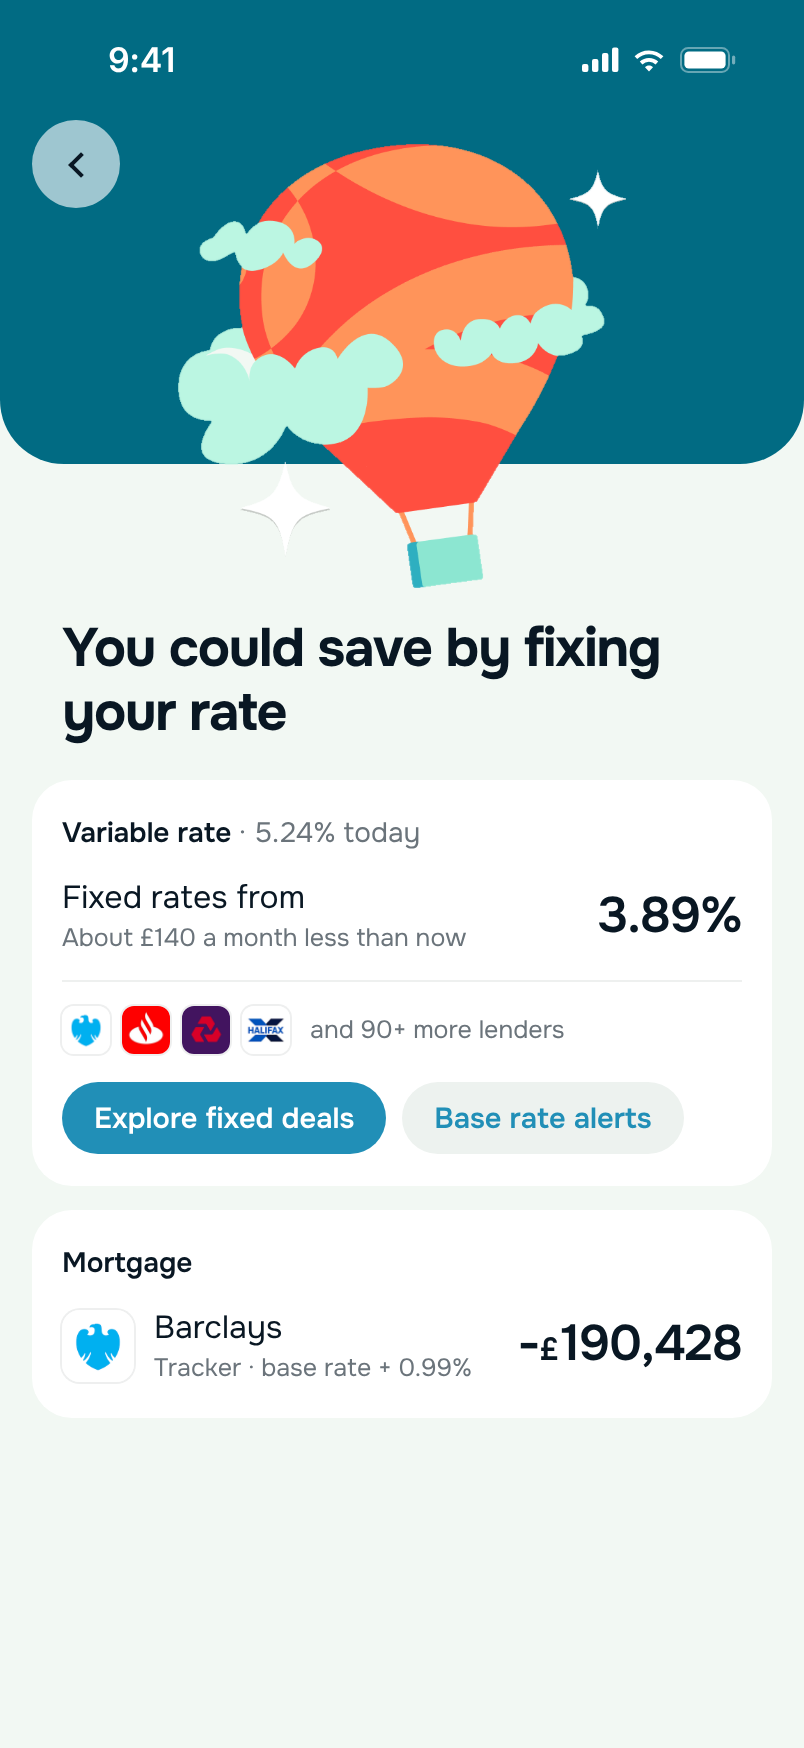 9:41
You could save by fixing
your rate
Variable rate · 5.24% today
Fixed rates from
About £140 a month less than now
3.89%
HALIFAX
and 90+ more lenders
Explore fixed deals
Base rate alerts
Mortgage
Barclays
Tracker · base rate + 0.99%
-£190,428